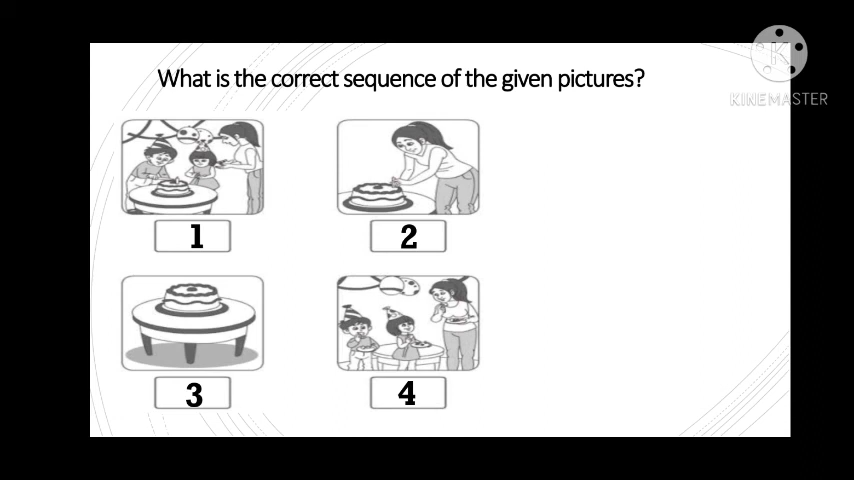 What is the correct sequence of the given pictures?
K
KINEMASTER
1
2
3
4